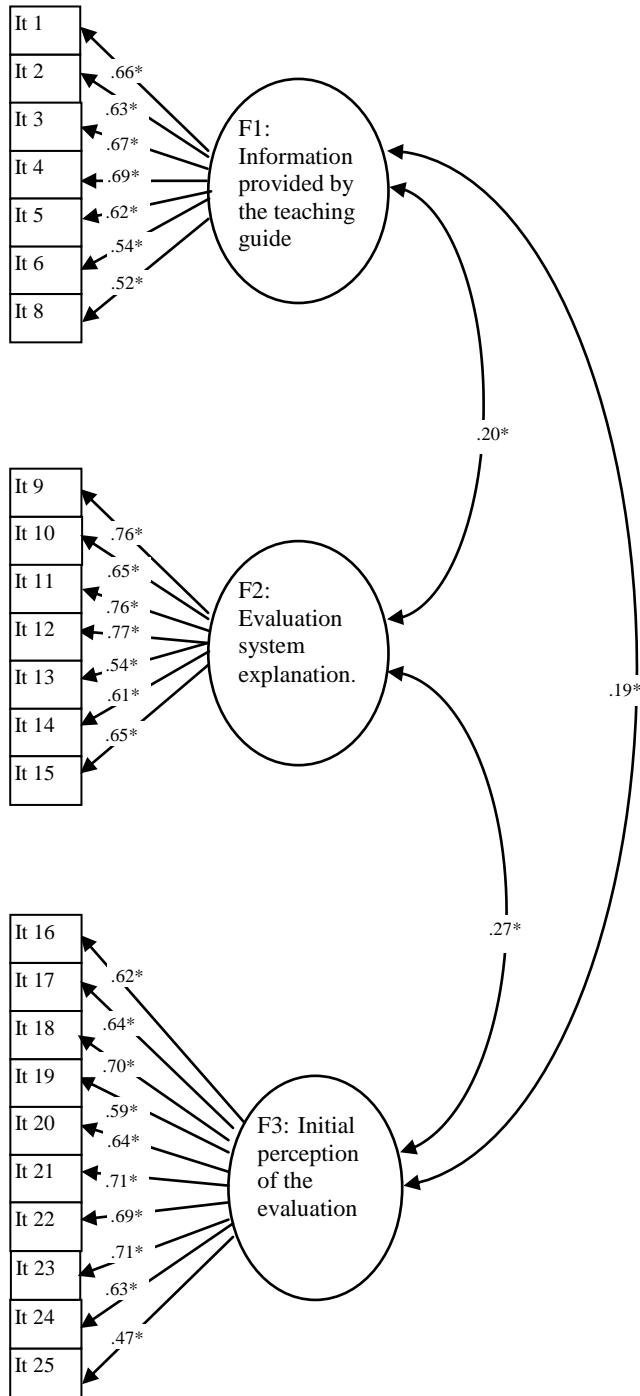 It 1
It 2
It 3
It 4
It 5
It 6
It 8
.66*
.63*
.67*
.69*
.62*
.54*
.52*
F1:
Information
provided by
the teaching
guide
.20*
It 9
It 10
It 11
It 12
It 13
It 14
It 15
.76*
.65*
.76*
.77*
.54*
.61*
.65*
F2:
Evaluation
system
explanation.
.19*
.27*
It 16
It 17
It 18
It 19
It 20
It 21
It 22
It 23
It 24
It 25
.62*
.64*
.70*
.59*
.64*
.71*
.69*
.71*
.63*
.47*
F3: Initial
perception
of the
evaluation